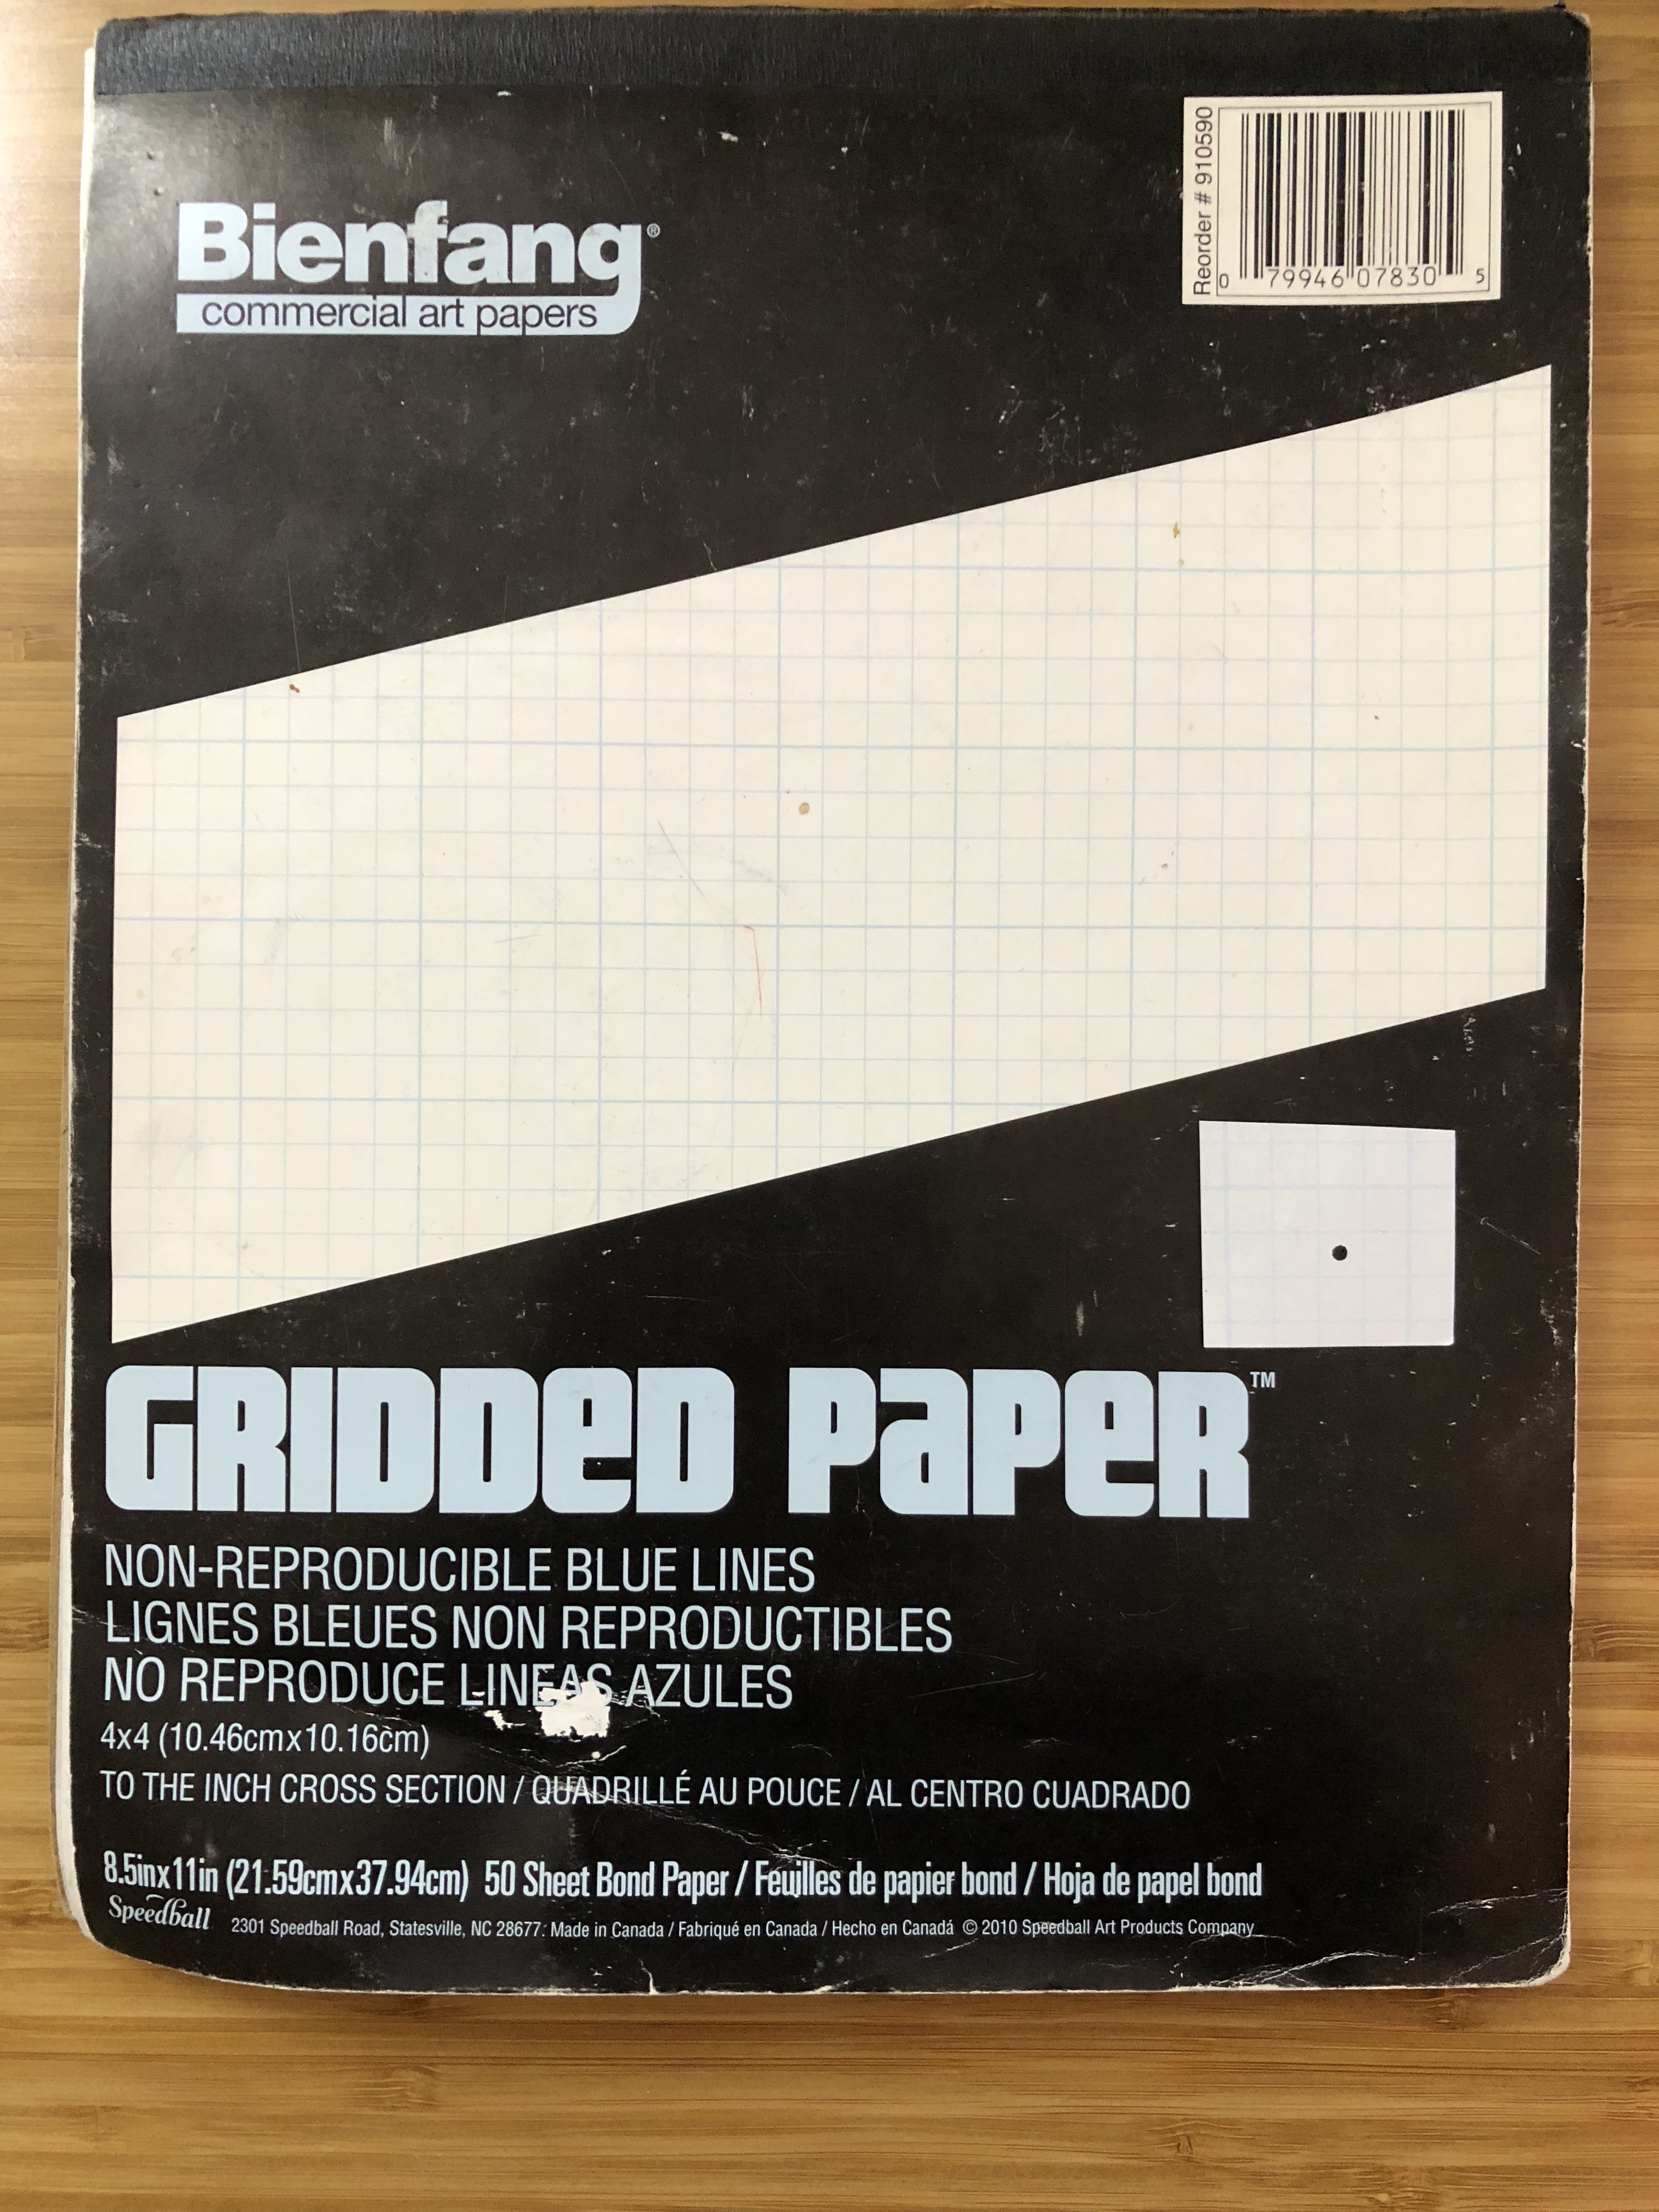 Bienfang®
commercial art papers
Reorder # 910590
0 79946 07830 5
GRIDDED PAPER™
NON-REPRODUCIBLE BLUE LINES
LIGNES BLEUES NON REPRODUCTIBLES
NO REPRODUCE LINEAS AZULES
4x4 (10.46cmx10.16cm)
TO THE INCH CROSS SECTION / QUADRILLÉ AU POUCE / AL CENTRO CUADRADO
8.5inx11in (21.59cmx37.94cm) 50 Sheet Bond Paper / Feuilles de papier bond / Hoja de papel bond
Speedball 2301 Speedball Road, Statesville, NC 28677. Made in Canada / Fabriqué en Canada / Hecho en Canadá © 2010 Speedball Art Products Company